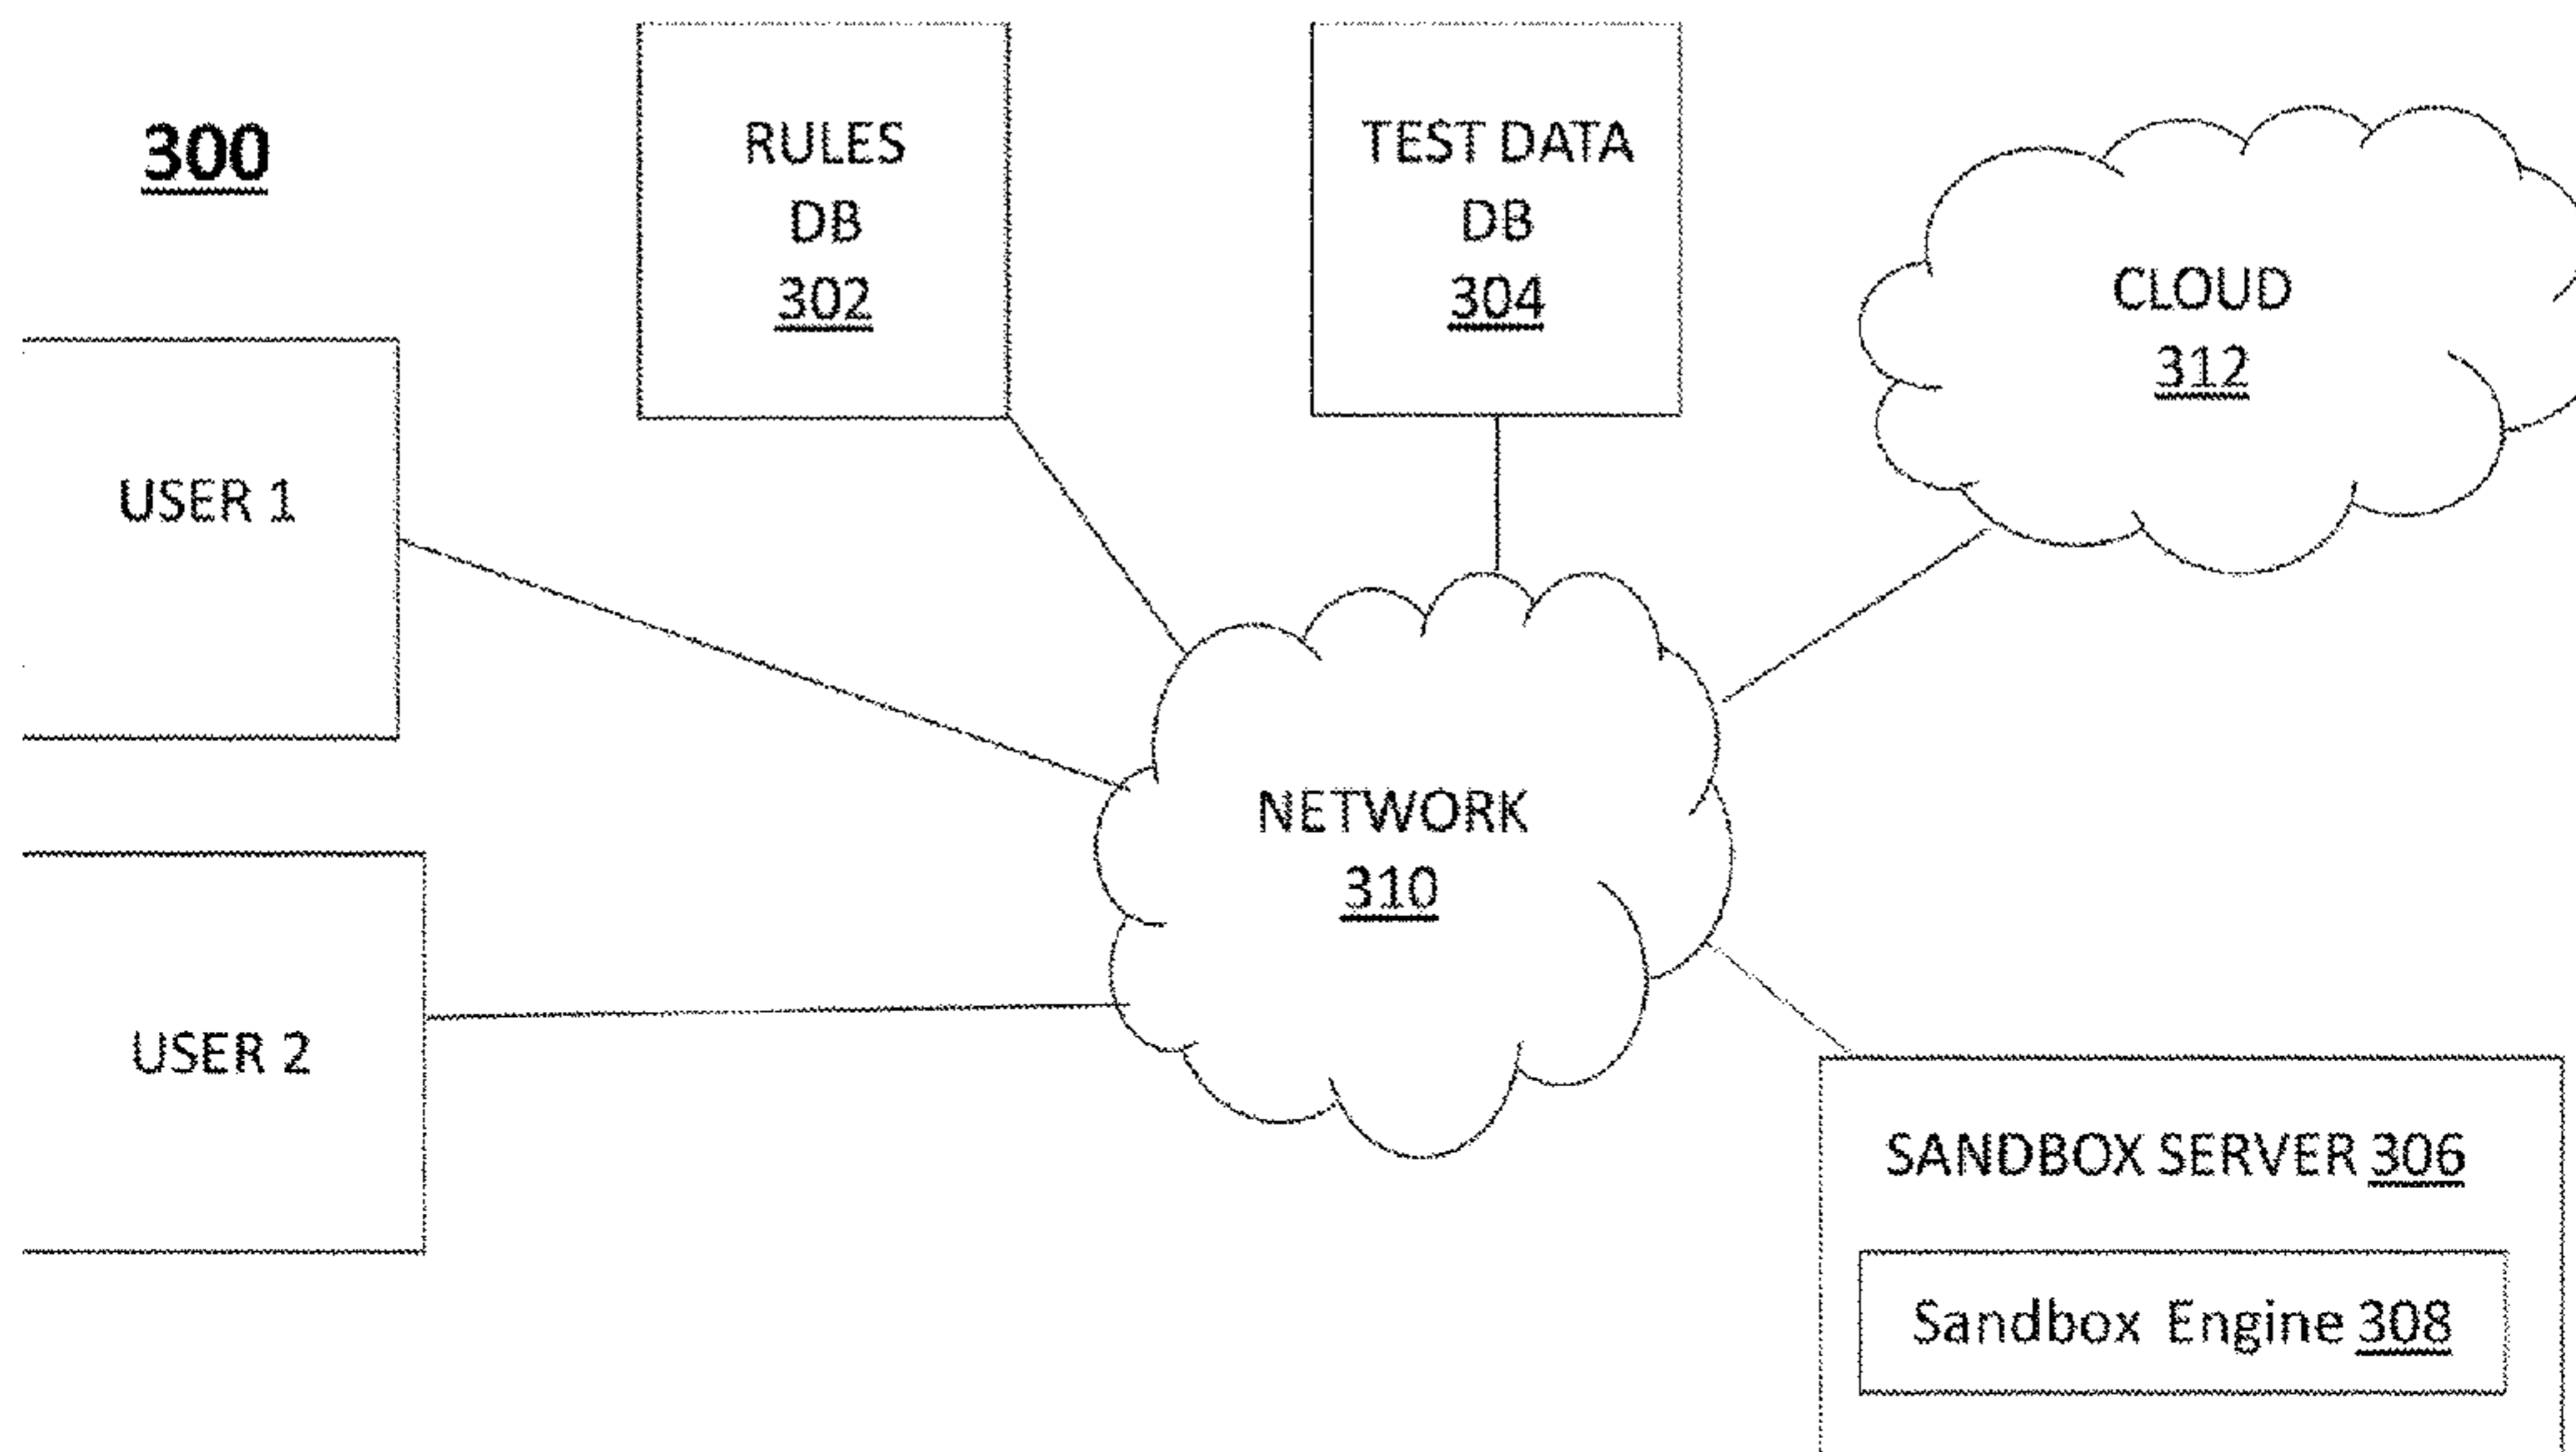 300
RULES
DB
302
TEST DATA
DB
304
CLOUD
312
USER 1
NETWORK
310
USER 2
SANDBOX SERVER 306
Sandbox Engine 308